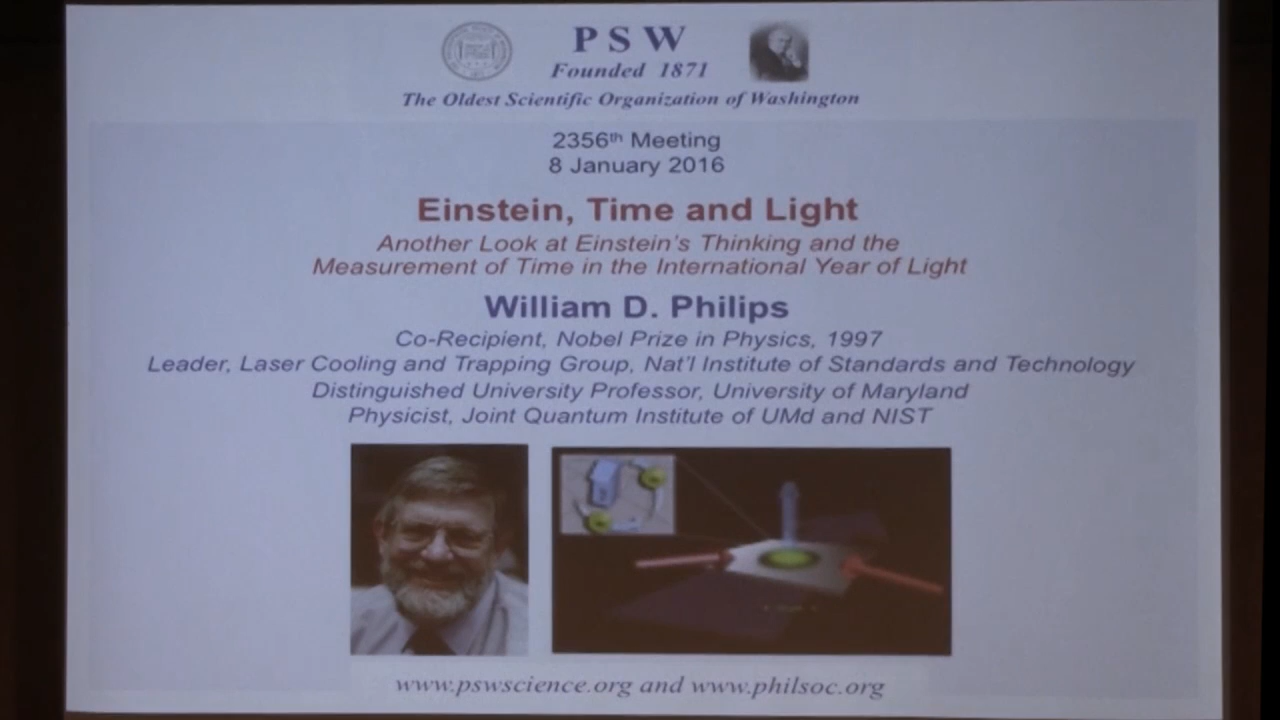 PSW
Founded 1871
The Oldest Scientific Organization of Washington
2356th Meeting
8 January 2016
Einstein, Time and Light
Another Look at Einstein's Thinking and the
Measurement of Time in the International Year of Light
William D. Philips
Co-Recipient, Nobel Prize in Physics, 1997
Leader, Laser Cooling and Trapping Group, Nat'l Institute of Standards and Technology
Distinguished University Professor, University of Maryland
Physicist, Joint Quantum Institute of UMd and NIST
www.pswscience.org and www.philsoc.org